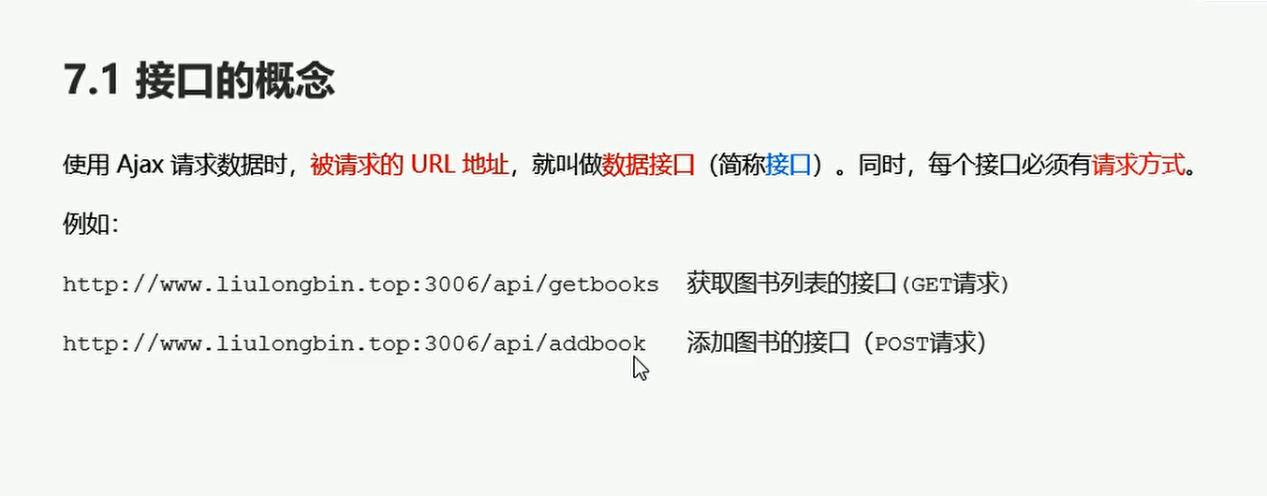 7.1 接口的概念
使用 Ajax 请求数据时，被请求的 URL 地址，就叫做数据接口（简称接口）。同时，每个接口必须有请求方式。
例如：
http://www.liulongbin.top:3006/api/getbooks 获取图书列表的接口(GET请求)
http://www.liulongbin.top:3006/api/addbook 添加图书的接口（POST请求）